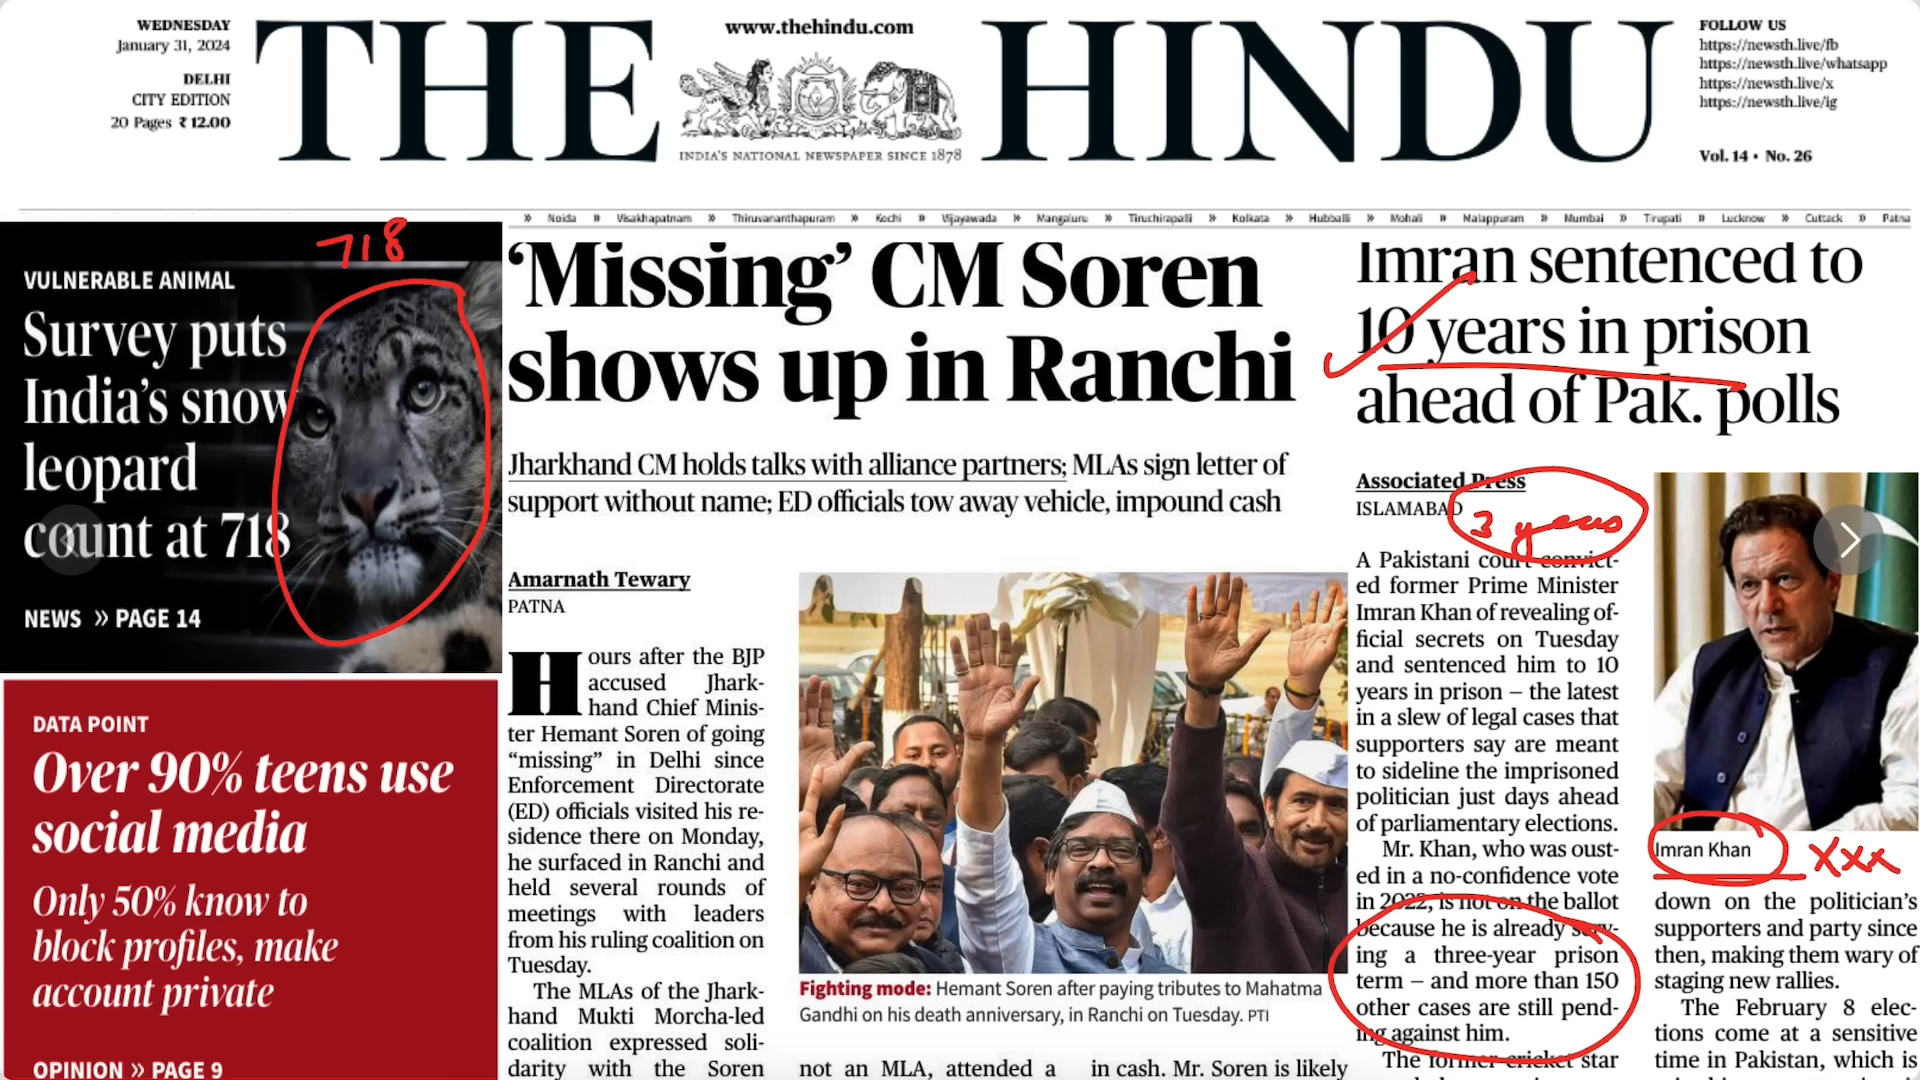 WEDNESDAY
January 31, 2024
DELHI
CITY EDITION
20 Pages ₹ 12.00
THE HINDU
www.thehindu.com
INDIA'S NATIONAL NEWSPAPER SINCE 1878
FOLLOW US
https://newsth.live/fb
https://newsth.live/whatsapp
https://newsth.live/x
https://newsth.live/ig
Vol. 14 • No. 26
» Noida » Visakhapatnam » Thiruvananthapuram » Kochi » Vijayawada » Mangaluru » Tiruchirapalli » Kolkata » Hubballi » Mohali » Malappuram » Mumbai » Tirupati » Lucknow » Cuttack » Patna
718
VULNERABLE ANIMAL
Survey puts
India's snow
leopard
count at 718
NEWS » PAGE 14
DATA POINT
Over 90% teens use
social media
Only 50% know to
block profiles, make
account private
OPINION » PAGE 9
‘Missing’ CM Soren
shows up in Ranchi
Jharkhand CM holds talks with alliance partners; MLAs sign letter of
support without name; ED officials tow away vehicle, impound cash
Amarnath Tewary
PATNA
Hours after the BJP
accused Jhark-
hand Chief Minis-
ter Hemant Soren of going
“missing” in Delhi since
Enforcement Directorate
(ED) officials visited his re-
sidence there on Monday,
he surfaced in Ranchi and
held several rounds of
meetings with leaders
from his ruling coalition on
Tuesday.
The MLAs of the Jhark-
hand Mukti Morcha-led
coalition expressed soli-
darity with the Soren
Fighting mode: Hemant Soren after paying tributes to Mahatma
Gandhi on his death anniversary, in Ranchi on Tuesday. PTI
not an MLA, attended a
in cash. Mr. Soren is likely
Imran sentenced to
10 years in prison
ahead of Pak. polls
Associated Press
ISLAMABAD
3 years
A Pakistani court convict-
ed former Prime Minister
Imran Khan of revealing of-
ficial secrets on Tuesday
and sentenced him to 10
years in prison – the latest
in a slew of legal cases that
supporters say are meant
to sideline the imprisoned
politician just days ahead
of parliamentary elections.
Mr. Khan, who was oust-
ed in a no-confidence vote
in 2022, is not on the ballot
because he is already serv-
ing a three-year prison
term – and more than 150
other cases are still pend-
ing against him.
The former cricket star
Imran Khan
xxx
down on the politician's
supporters and party since
then, making them wary of
staging new rallies.
The February 8 elec-
tions come at a sensitive
time in Pakistan, which is